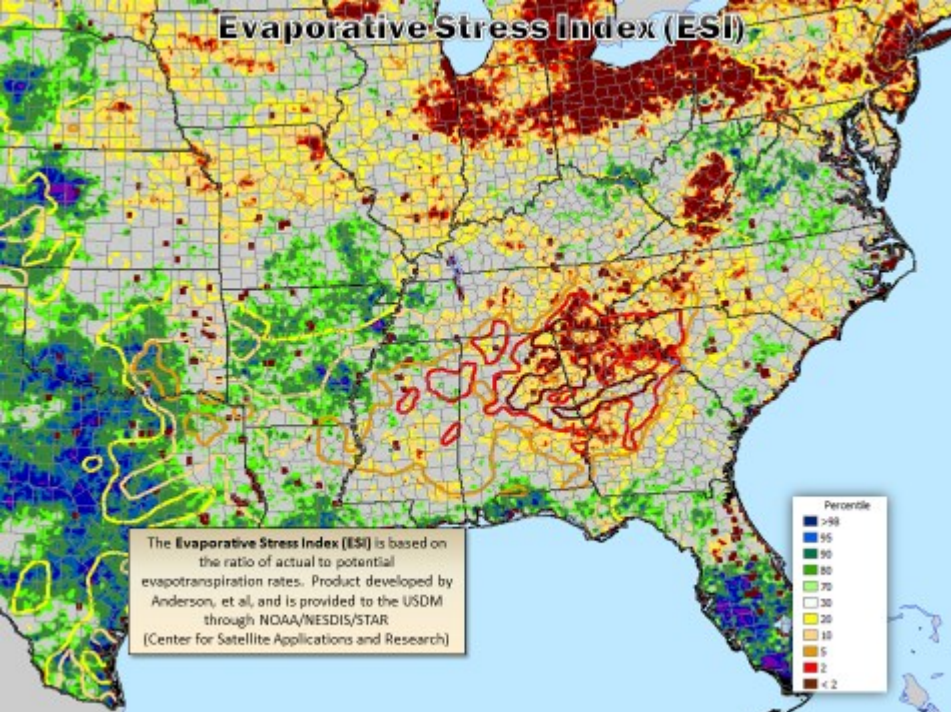 Evaporative Stress Index (ESI)
The Evaporative Stress Index (ESI) is based on
the ratio of actual to potential
evapotranspiration rates. Product developed by
Anderson, et al, and is provided to the USDM
through NOAA/NESDIS/STAR
(Center for Satellite Applications and Research)
Percentile
>98
95
90
80
70
30
20
10
5
2
< 2